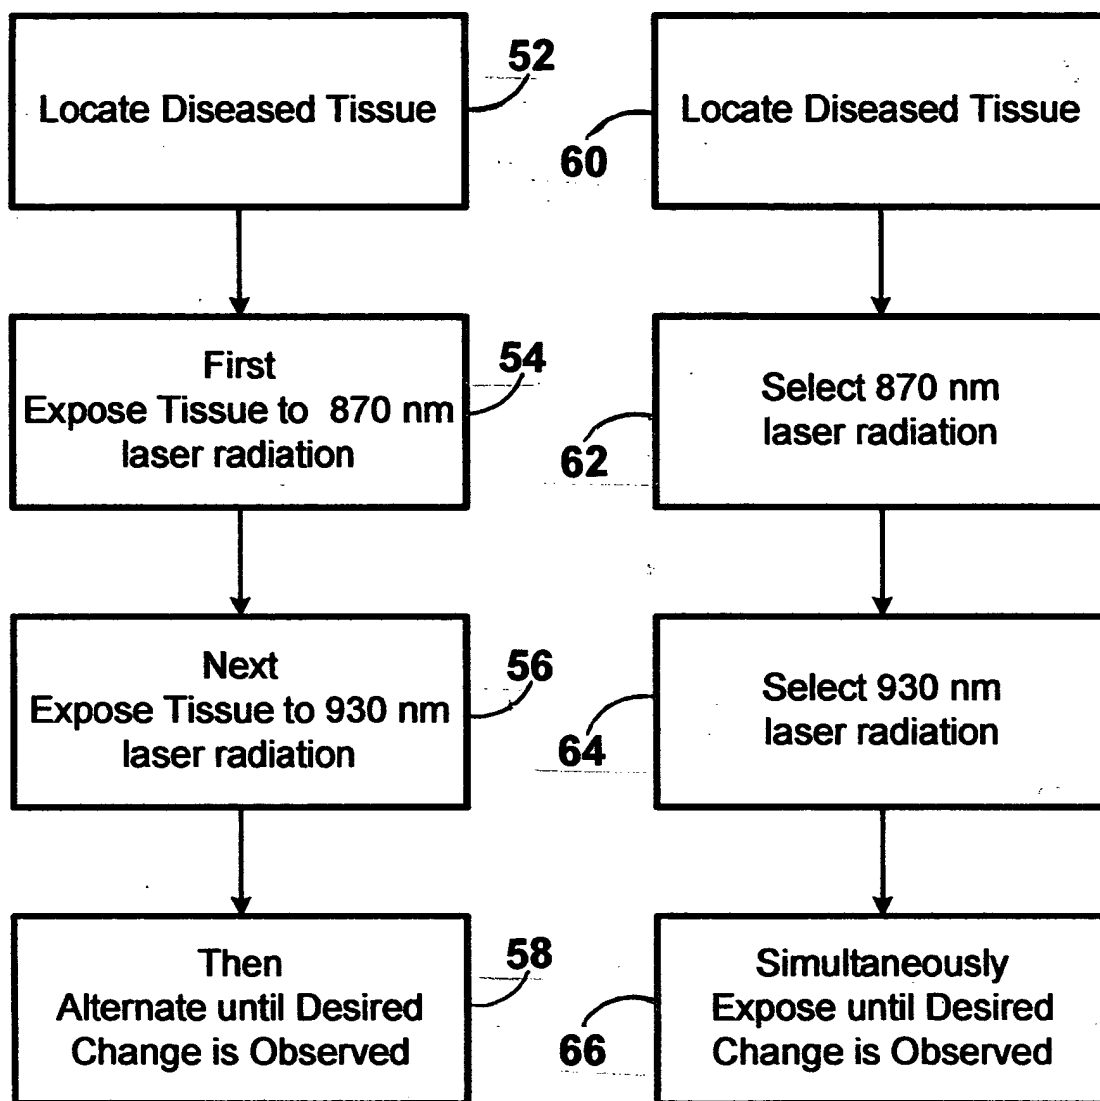 Locate Diseased Tissue
52
First
Expose Tissue to 870 nm
laser radiation
54
Next
Expose Tissue to 930 nm
laser radiation
56
Then
Alternate until Desired
Change is Observed
58
Locate Diseased Tissue
60
Select 870 nm
laser radiation
62
Select 930 nm
laser radiation
64
Simultaneously
Expose until Desired
Change is Observed
66